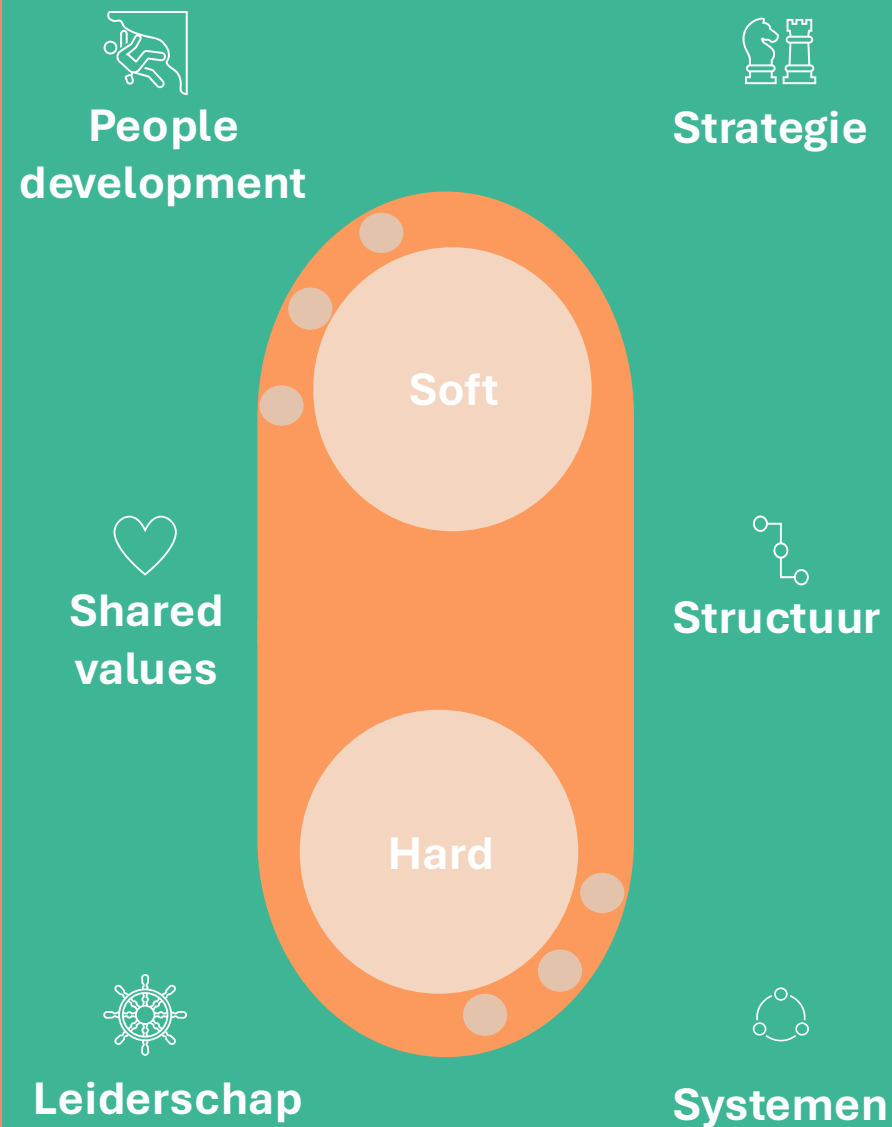 People
development
Strategie
Soft
Shared
values
Structuur
Hard
Leiderschap
Systemen